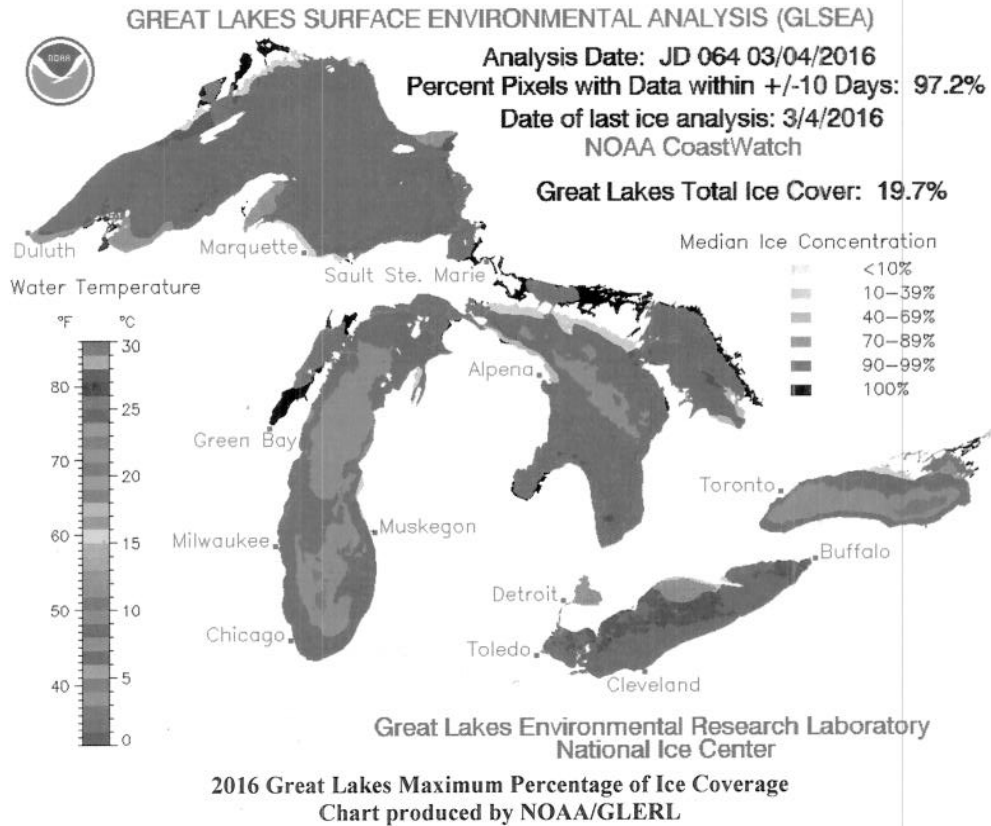 GREAT LAKES SURFACE ENVIRONMENTAL ANALYSIS (GLSEA)
NOAA
Analysis Date: JD 064 03/04/2016
Percent Pixels with Data within +/-10 Days: 97.2%
Date of last ice analysis: 3/4/2016
NOAA CoastWatch
Great Lakes Total Ice Cover: 19.7%
Duluth
Marquette
Sault Ste. Marie
Median Ice Concentration
<10%
10-39%
40-69%
70-89%
90-99%
100%
Water Temperature
°F °C
30
80
25
70
20
60
15
50
10
5
40
0
Alpena
Green Bay
Toronto
Milwaukee
Muskegon
Buffalo
Detroit
Chicago
Toledo
Cleveland
Great Lakes Environmental Research Laboratory
National Ice Center
2016 Great Lakes Maximum Percentage of Ice Coverage
Chart produced by NOAA/GLERL